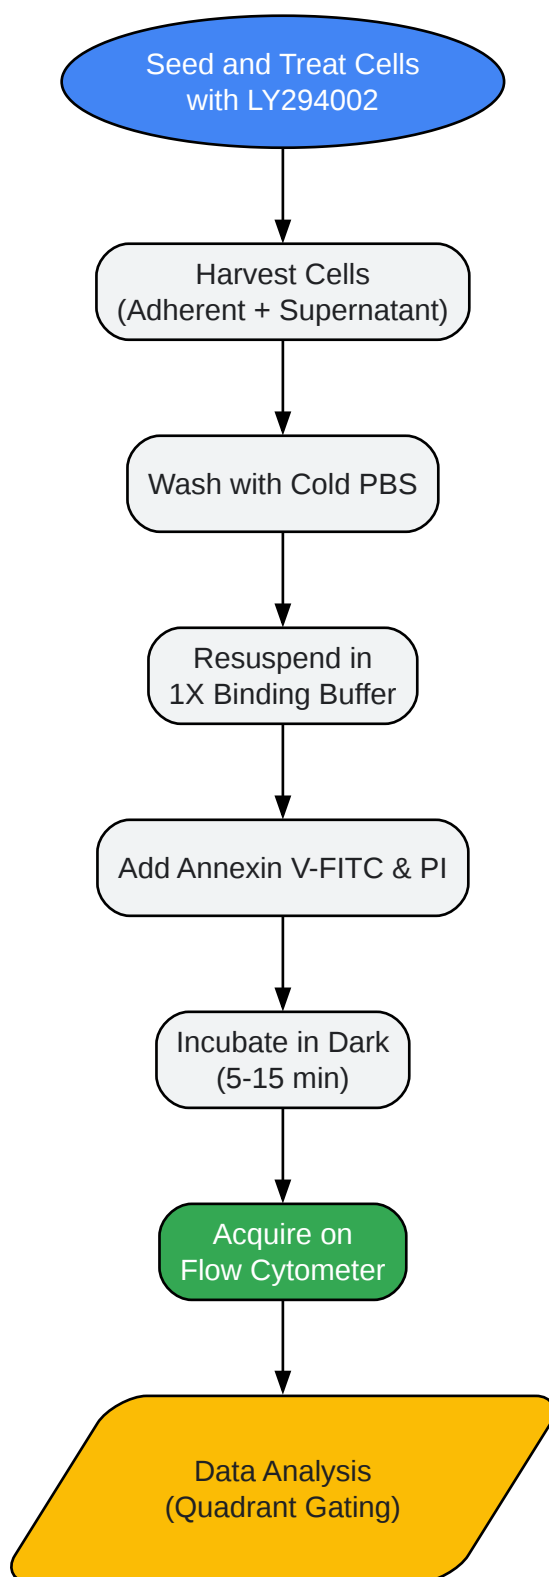 Seed and Treat Cells
with LY294002
Harvest Cells
(Adherent + Supernatant)
Wash with Cold PBS
Resuspend in
1X Binding Buffer
Add Annexin V-FITC & PI
Incubate in Dark
(5-15 min)
Acquire on
Flow Cytometer
Data Analysis
(Quadrant Gating)